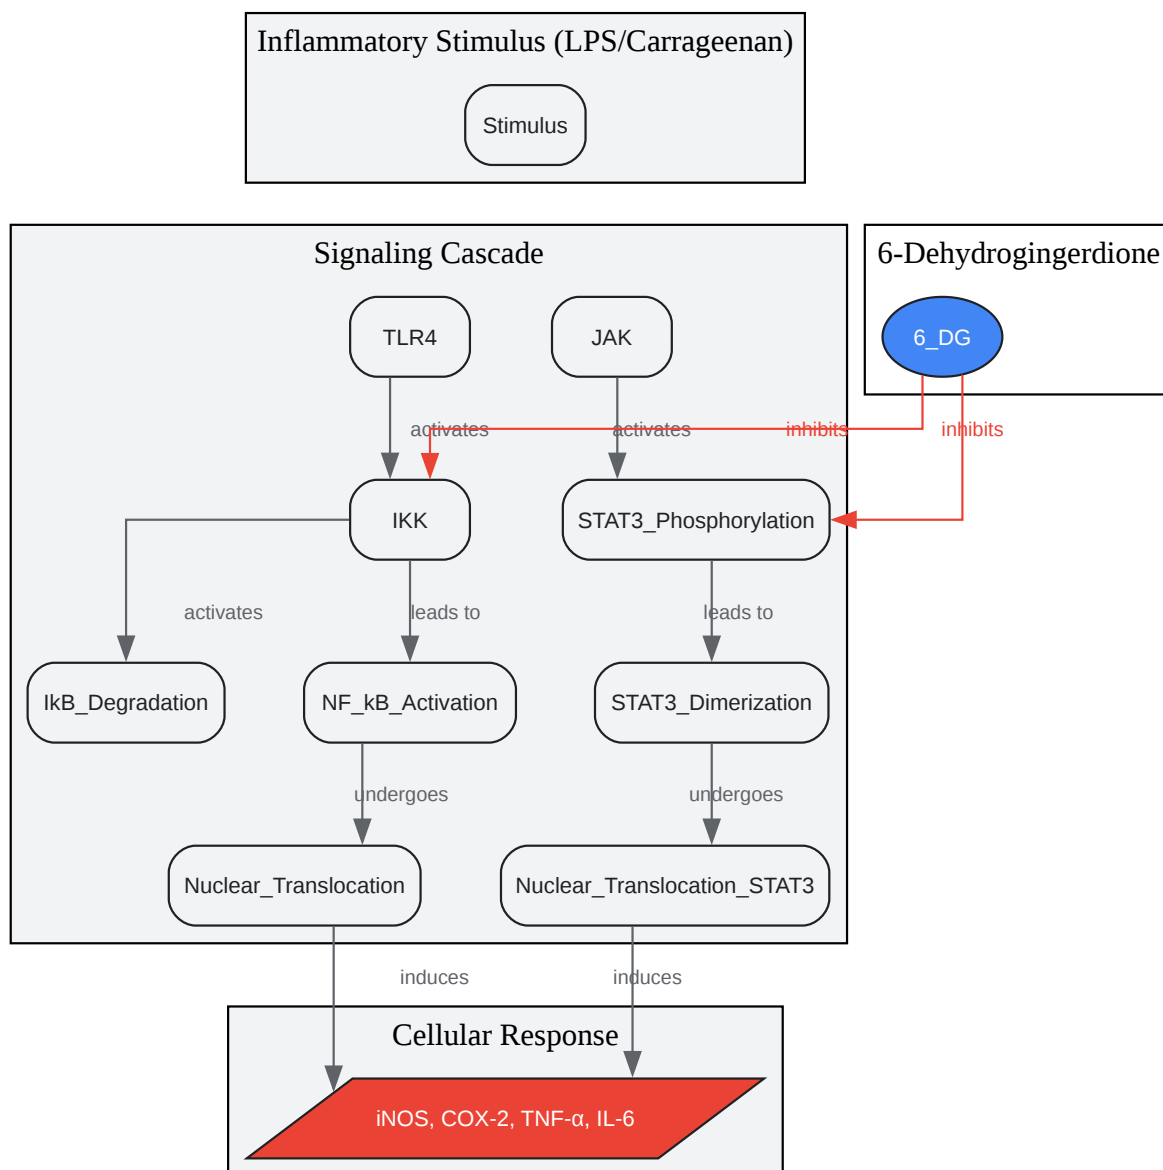 Inflammatory Stimulus (LPS/Carrageenan)
Stimulus
Signaling Cascade
6-Dehydrogingerdione
TLR4
JAK
6_DG
activates
activates
inhibits
inhibits
IKK
STAT3_Phosphorylation
activates
leads to
leads to
IkB_Degradation
NF_kB_Activation
STAT3_Dimerization
undergoes
undergoes
Nuclear_Translocation
Nuclear_Translocation_STAT3
induces
induces
Cellular Response
iNOS, COX-2, TNF-α, IL-6